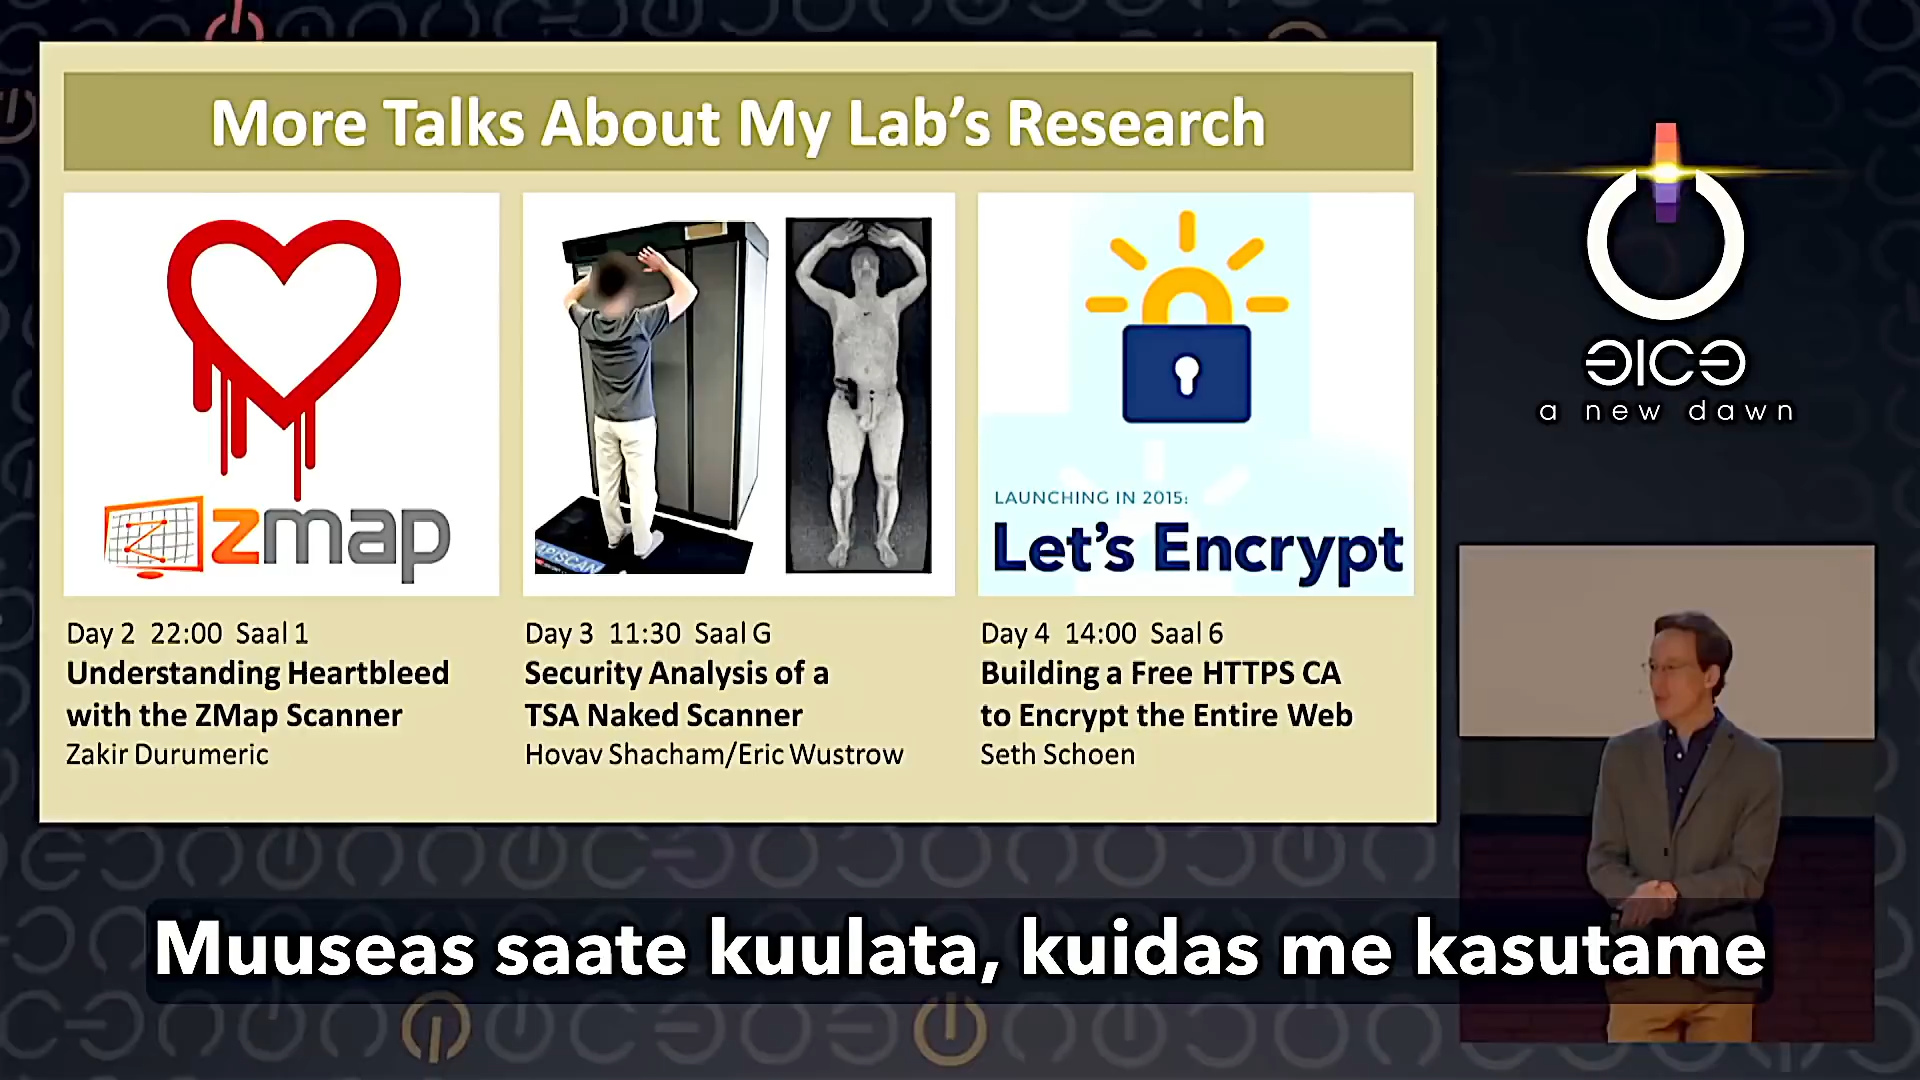 More Talks About My Lab's Research
zmap
RAPISCAN
LAUNCHING IN 2015:
Let's Encrypt
Day 2 22:00 Saal 1
Understanding Heartbleed
with the ZMap Scanner
Zakir Durumeric
Day 3 11:30 Saal G
Security Analysis of a
TSA Naked Scanner
Hovav Shacham/Eric Wustrow
Day 4 14:00 Saal 6
Building a Free HTTPS CA
to Encrypt the Entire Web
Seth Schoen
a new dawn
Muuseas saate kuulata, kuidas me kasutame